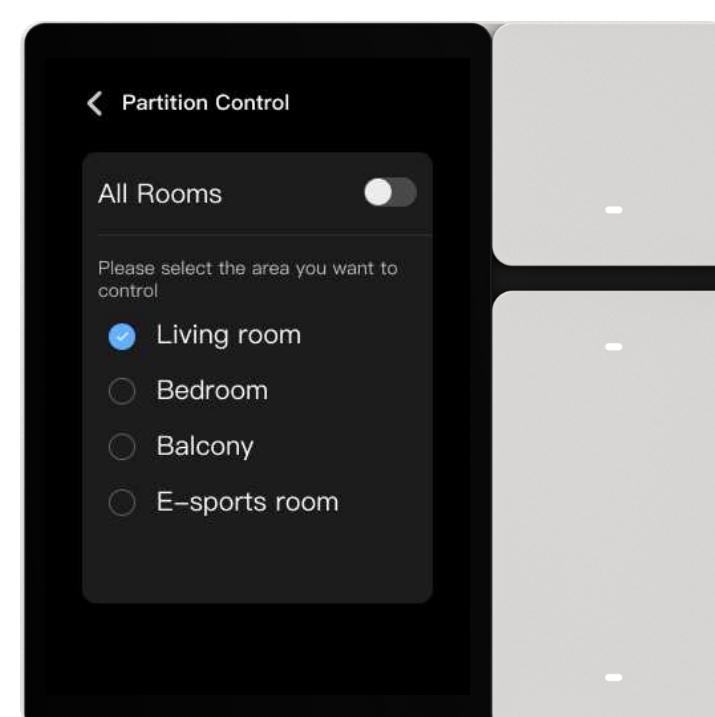 Partition Control
All Rooms
Please select the area you want to
control
Living room
Bedroom
Balcony
E-sports room